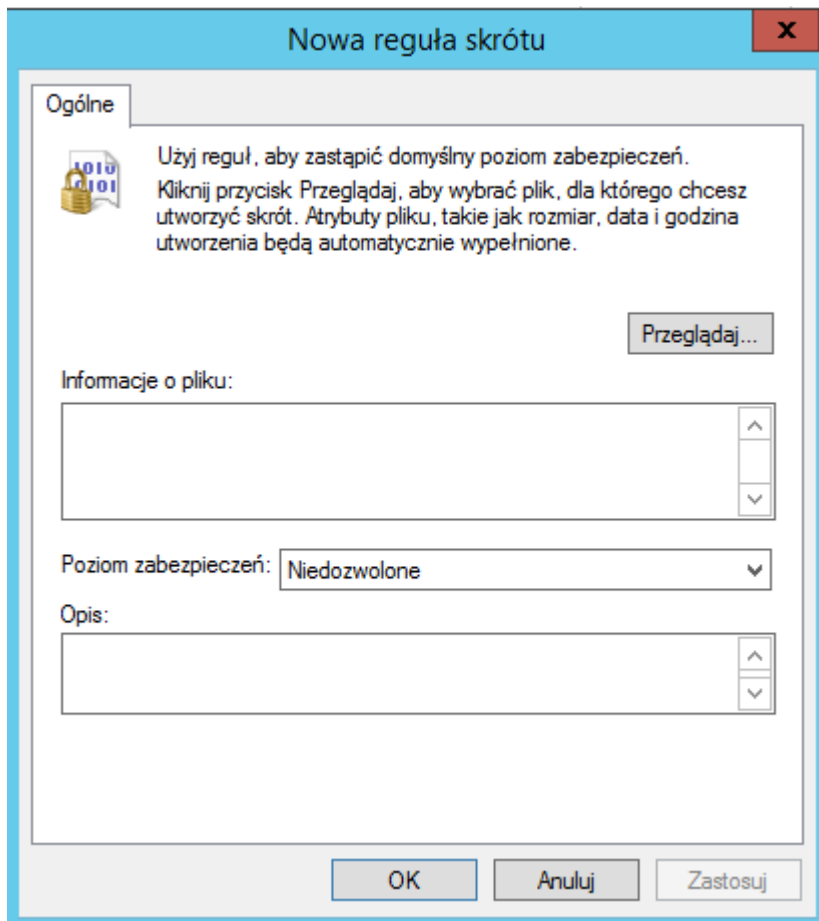 Nowa reguła skrótu
x
Ogólne
1010
0101
Użyj reguł, aby zastąpić domyślny poziom zabezpieczeń.
Kliknij przycisk Przeglądaj, aby wybrać plik, dla którego chcesz
utworzyć skrót. Atrybuty pliku, takie jak rozmiar, data i godzina
utworzenia będą automatycznie wypełnione.
Przeglądaj...
Informacje o pliku:
Poziom zabezpieczeń: Niedozwolone
Opis:
OK Anuluj Zastosuj